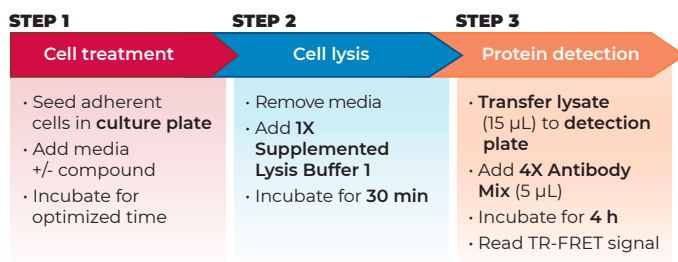 STEP 1
Cell treatment
· Seed adherent
cells in culture plate
· Add media
+/- compound
· Incubate for
optimized time
STEP 2
Cell lysis
· Remove media
· Add 1X
Supplemented
Lysis Buffer 1
· Incubate for 30 min
STEP 3
Protein detection
· Transfer lysate
(15 µL) to detection
plate
· Add 4X Antibody
Mix (5 µL)
· Incubate for 4 h
· Read TR-FRET signal